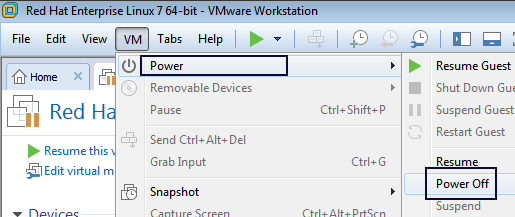 Red Hat Enterprise Linux 7 64-bit - VMware Workstation
File Edit View VM Tabs Help
Home
Red Hat
Resume this v
Edit virtual m
Devices
Power
Removable Devices
Pause Ctrl+Shift+P
Send Ctrl+Alt+Del
Grab Input Ctrl+G
Snapshot
Capture Screen Ctrl+Alt+PrtScn
Resume Guest
Shut Down Gue
Suspend Guest
Restart Guest
Resume
Power Off
Suspend